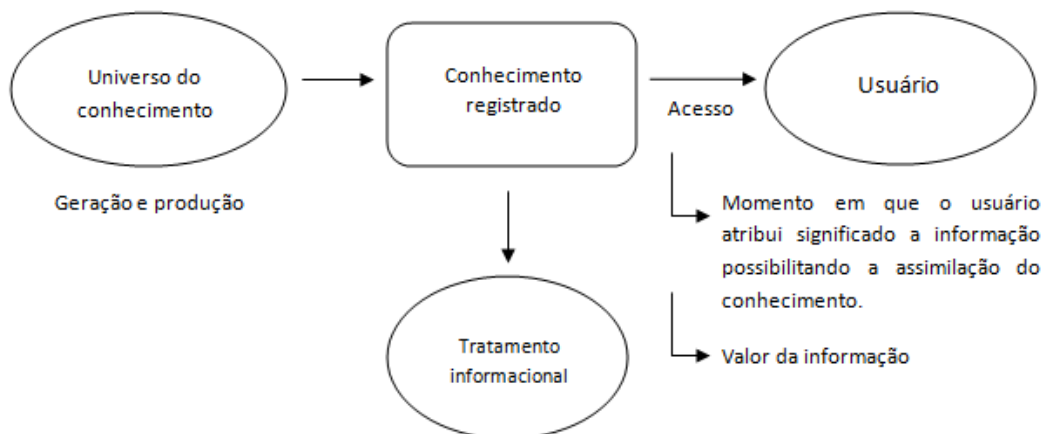 Universo do
conhecimento
Geração e produção
Conhecimento
registrado
Acesso
Usuário
Momento em que o usuário
atribui significado a informação
possibilitando a assimilação do
conhecimento.
Valor da informação
Tratamento
informacional